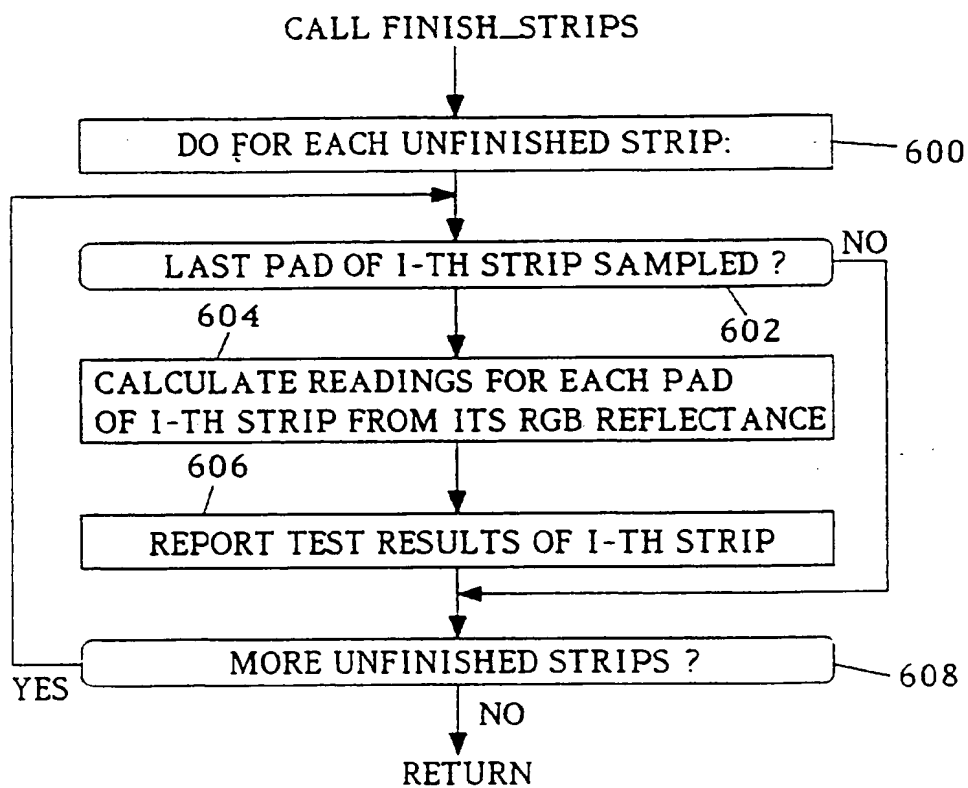 CALL FINISH_STRIPS
DO FOR EACH UNFINISHED STRIP:
600
NO
LAST PAD OF I-TH STRIP SAMPLED ?
604
602
CALCULATE READINGS FOR EACH PAD
OF I-TH STRIP FROM ITS RGB REFLECTANCE
606
REPORT TEST RESULTS OF I-TH STRIP
MORE UNFINISHED STRIPS ?
608
YES
NO
RETURN